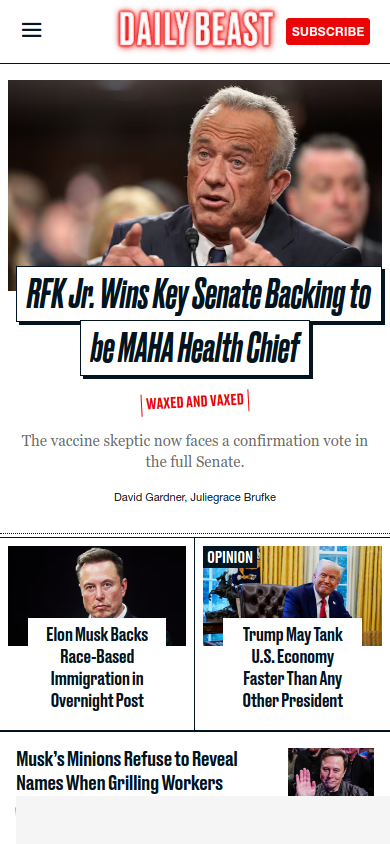 DAILY BEAST
SUBSCRIBE
RFK Jr. Wins Key Senate Backing to
be MAHA Health Chief
WAXED AND VAXED
The vaccine skeptic now faces a confirmation vote in
the full Senate.
David Gardner, Juliegrace Brufke
Elon Musk Backs
Race-Based
Immigration in
Overnight Post
OPINION
Trump May Tank
U.S. Economy
Faster Than Any
Other President
Musk's Minions Refuse to Reveal
Names When Grilling Workers